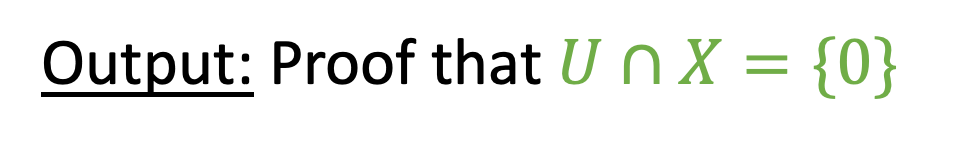 Output: Proof that U ∩ X = {0}